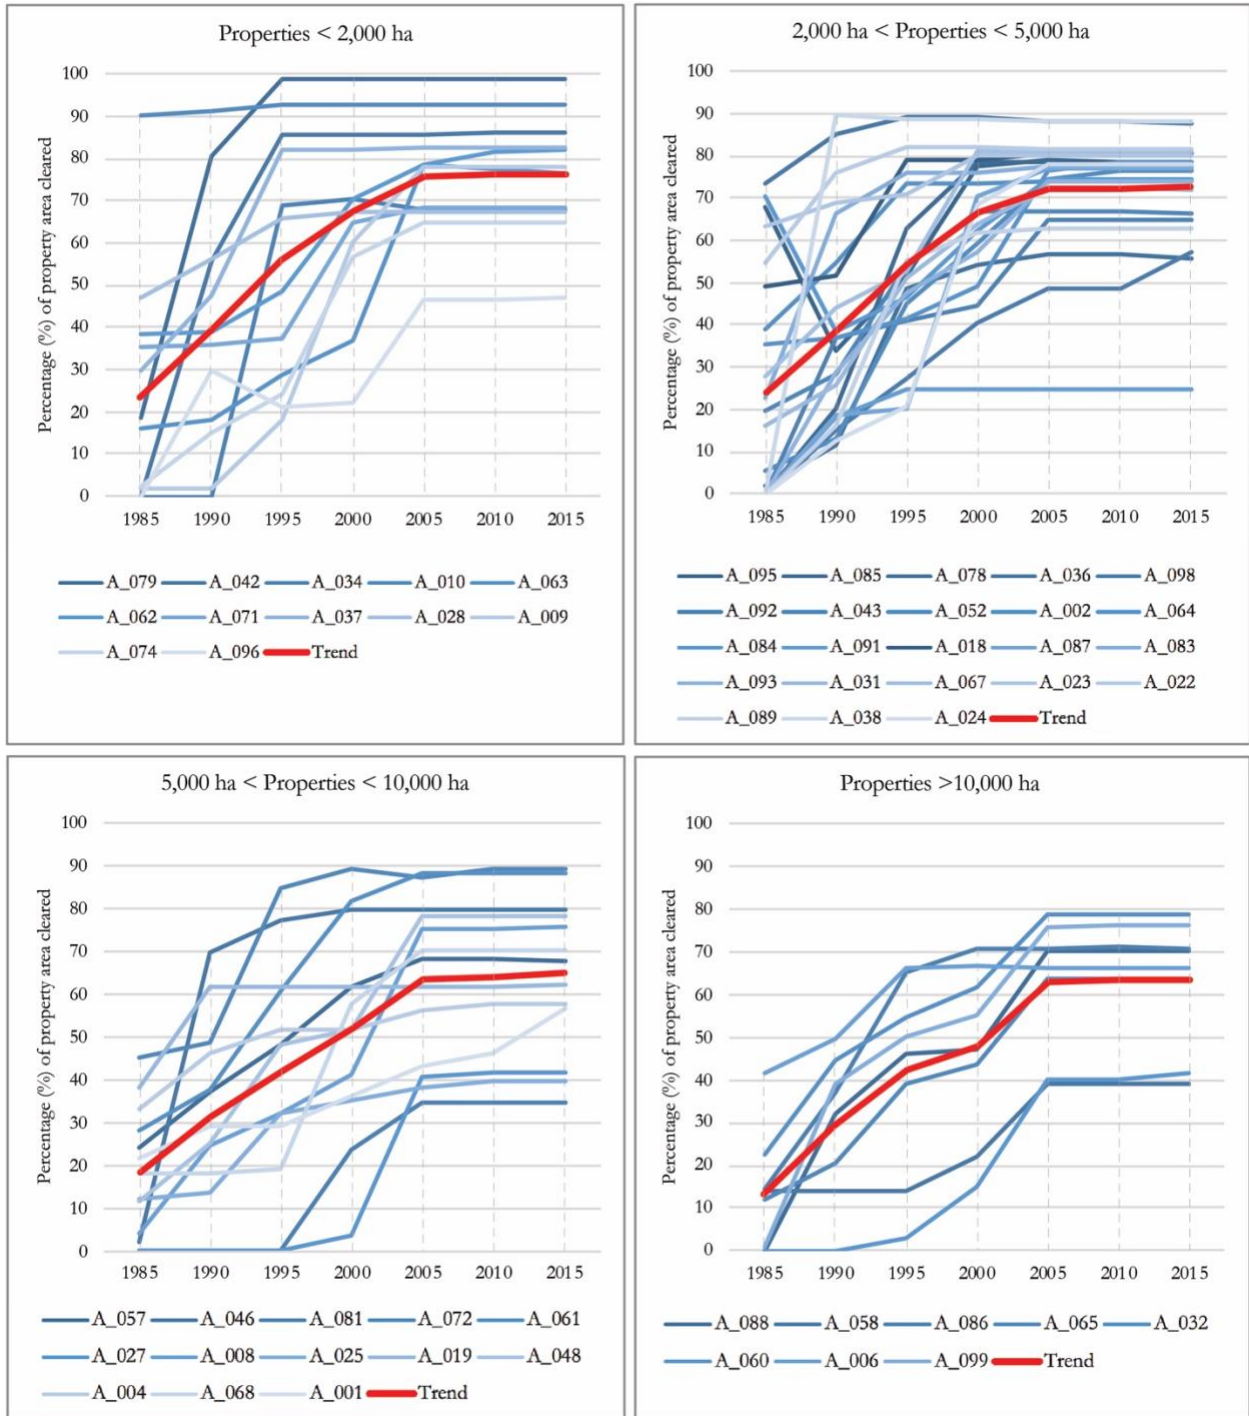 Properties < 2,000 ha
Percentage (%) of property area cleared
100
90
80
70
60
50
40
30
20
10
0
1985 1990 1995 2000 2005 2010 2015
A_079 A_042 A_034 A_010 A_063
A_062 A_071 A_037 A_028 A_009
A_074 A_096 Trend
2,000 ha < Properties < 5,000 ha
Percentage (%) of property area cleared
100
90
80
70
60
50
40
30
20
10
0
1985 1990 1995 2000 2005 2010 2015
A_095 A_085 A_078 A_036 A_098
A_092 A_043 A_052 A_002 A_064
A_084 A_091 A_018 A_087 A_083
A_093 A_031 A_067 A_023 A_022
A_089 A_038 A_024 Trend
5,000 ha < Properties < 10,000 ha
Percentage (%) of property area cleared
100
90
80
70
60
50
40
30
20
10
0
1985 1990 1995 2000 2005 2010 2015
A_057 A_046 A_081 A_072 A_061
A_027 A_008 A_025 A_019 A_048
A_004 A_068 A_001 Trend
Properties >10,000 ha
Percentage (%) of property area cleared
100
90
80
70
60
50
40
30
20
10
0
1985 1990 1995 2000 2005 2010 2015
A_088 A_058 A_086 A_065 A_032
A_060 A_006 A_099 Trend